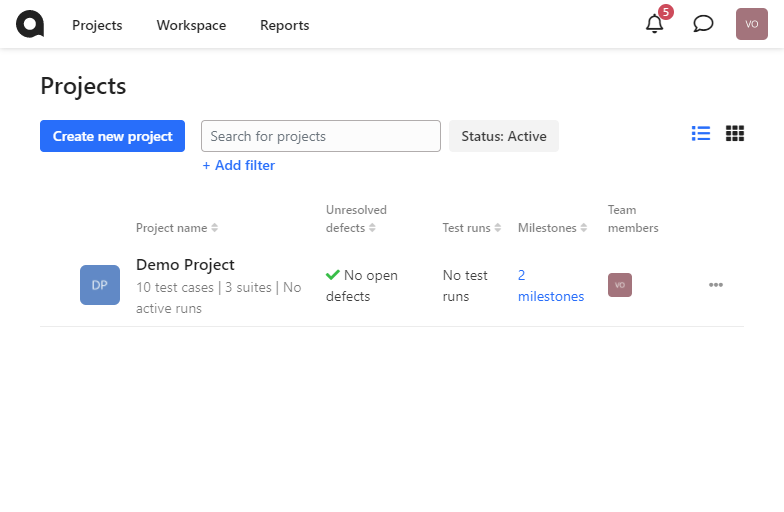 Projects Workspace Reports 5 VO
Projects
Create new project Search for projects Status: Active
+ Add filter
Project name Unresolved defects Test runs Milestones Team members
DP
Demo Project
10 test cases | 3 suites | No
active runs
No open
defects
No test
runs
2
milestones
VO